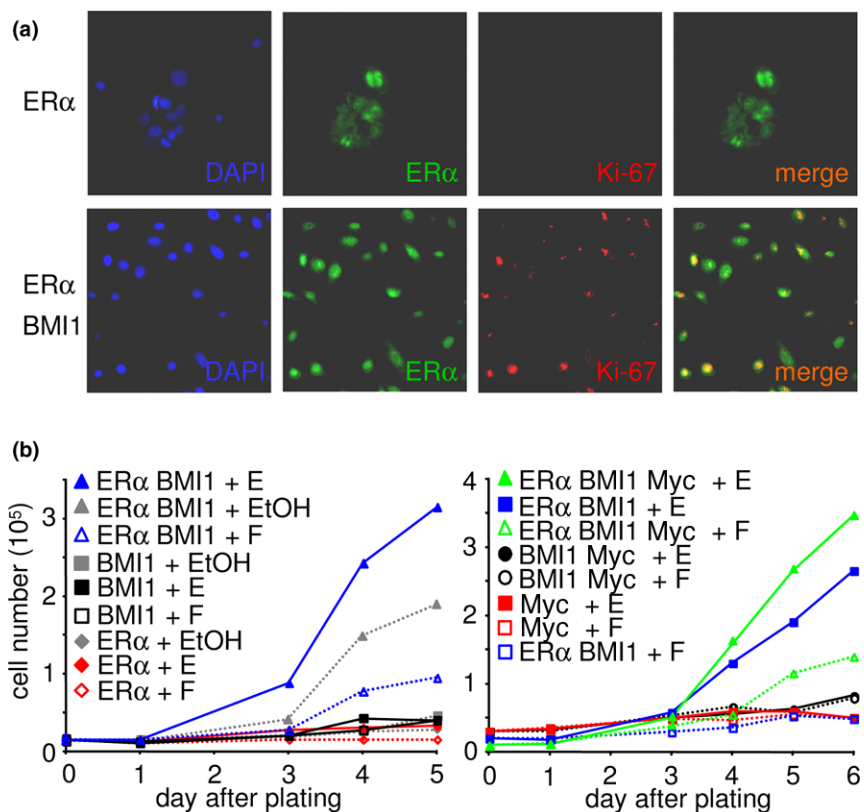 (a)
ERα
DAPI
ERα
Ki-67
merge
ERα
BMI1
DAPI
ERα
Ki-67
merge
(b)
cell number (10⁵)
3
2
1
0
ERα BMI1 + E
ERα BMI1 + EtOH
ERα BMI1 + F
BMI1 + EtOH
BMI1 + E
BMI1 + F
ERα + EtOH
ERα + E
ERα + F
0 1 3 4 5
day after plating
4
3
2
1
0
ERα BMI1 Myc + E
ERα BMI1 + E
ERα BMI1 Myc + F
BMI1 Myc + E
BMI1 Myc + F
Myc + E
Myc + F
ERα BMI1 + F
0 1 3 4 5 6
day after plating